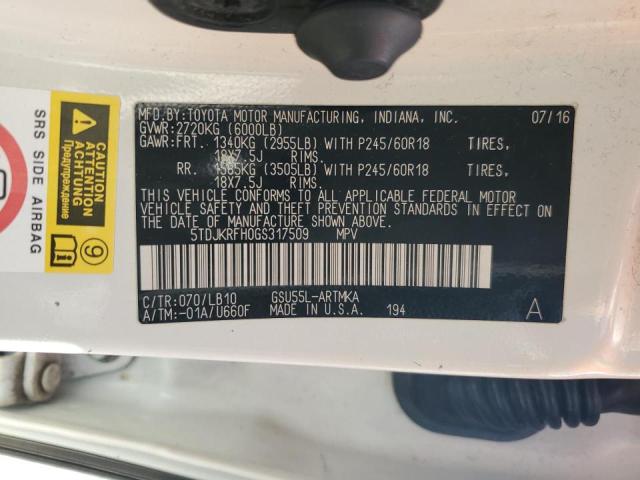 MFD.BY:TOYOTA MOTOR MANUFACTURING, INDIANA, INC. 07/16
GVWR:2720KG (6000LB)
GAWR:FRT. 1340KG (2955LB) WITH P245/60R18 TIRES,
18X7.5J RIMS.
RR. 1585KG (3505LB) WITH P245/60R18 TIRES,
18X7.5J RIMS.
THIS VEHICLE CONFORMS TO ALL APPLICABLE FEDERAL MOTOR
VEHICLE SAFETY AND THEFT PREVENTION STANDARDS IN EFFECT ON
THE DATE OF MANUFACTURE SHOWN ABOVE.
5TDJKRFH0GS317509 MPV
C/TR:070/LB10 GSU55L-ARTMKA
A/TM:-01A/U660F MADE IN U.S.A. 194 A
SRS SIDE AIRBAG
CAUTION
ATTENTION
ACHTUNG
Предупреждение
9